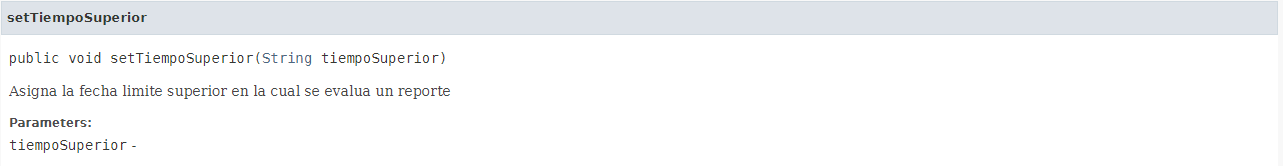 setTiempoSuperior
public void setTiempoSuperior(String tiempoSuperior)
Asigna la fecha limite superior en la cual se evalua un reporte
Parameters:
tiempoSuperior -